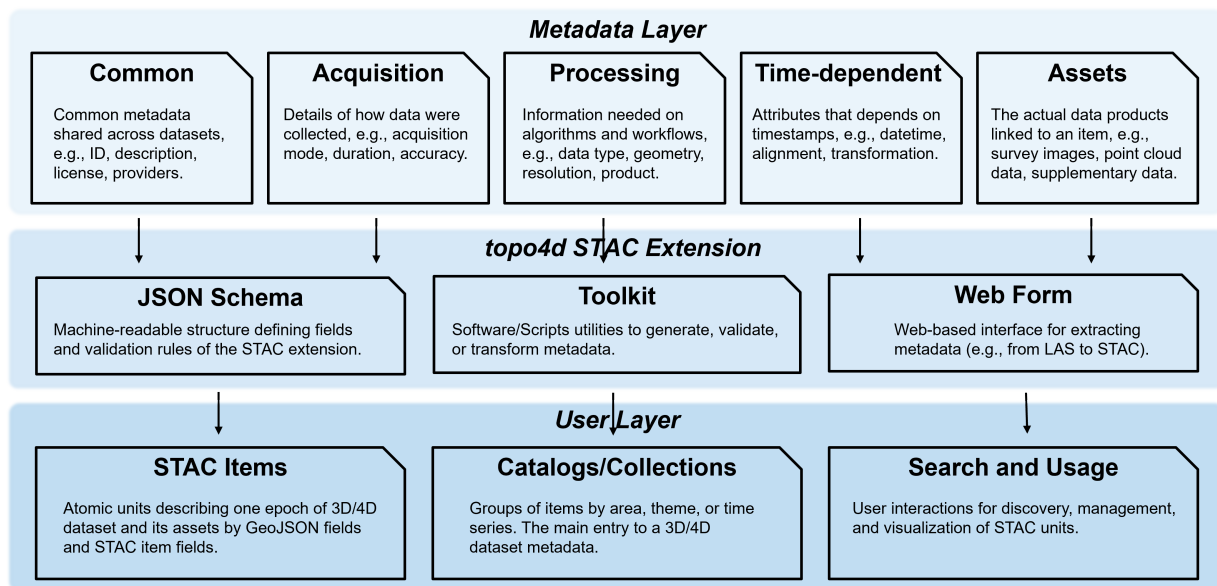 Metadata Layer
Common
Common metadata
shared across datasets,
e.g., ID, description,
license, providers.
Acquisition
Details of how data were
collected, e.g., acquisition
mode, duration, accuracy.
Processing
Information needed on
algorithms and workflows,
e.g., data type, geometry,
resolution, product.
Time-dependent
Attributes that depends on
timestamps, e.g., datetime,
alignment, transformation.
Assets
The actual data products
linked to an item, e.g.,
survey images, point cloud
data, supplementary data.
topo4d STAC Extension
JSON Schema
Machine-readable structure defining fields
and validation rules of the STAC extension.
Toolkit
Software/Scripts utilities to generate, validate,
or transform metadata.
Web Form
Web-based interface for extracting
metadata (e.g., from LAS to STAC).
User Layer
STAC Items
Atomic units describing one epoch of 3D/4D
dataset and its assets by GeoJSON fields
and STAC item fields.
Catalogs/Collections
Groups of items by area, theme, or time
series. The main entry to a 3D/4D
dataset metadata.
Search and Usage
User interactions for discovery, management,
and visualization of STAC units.